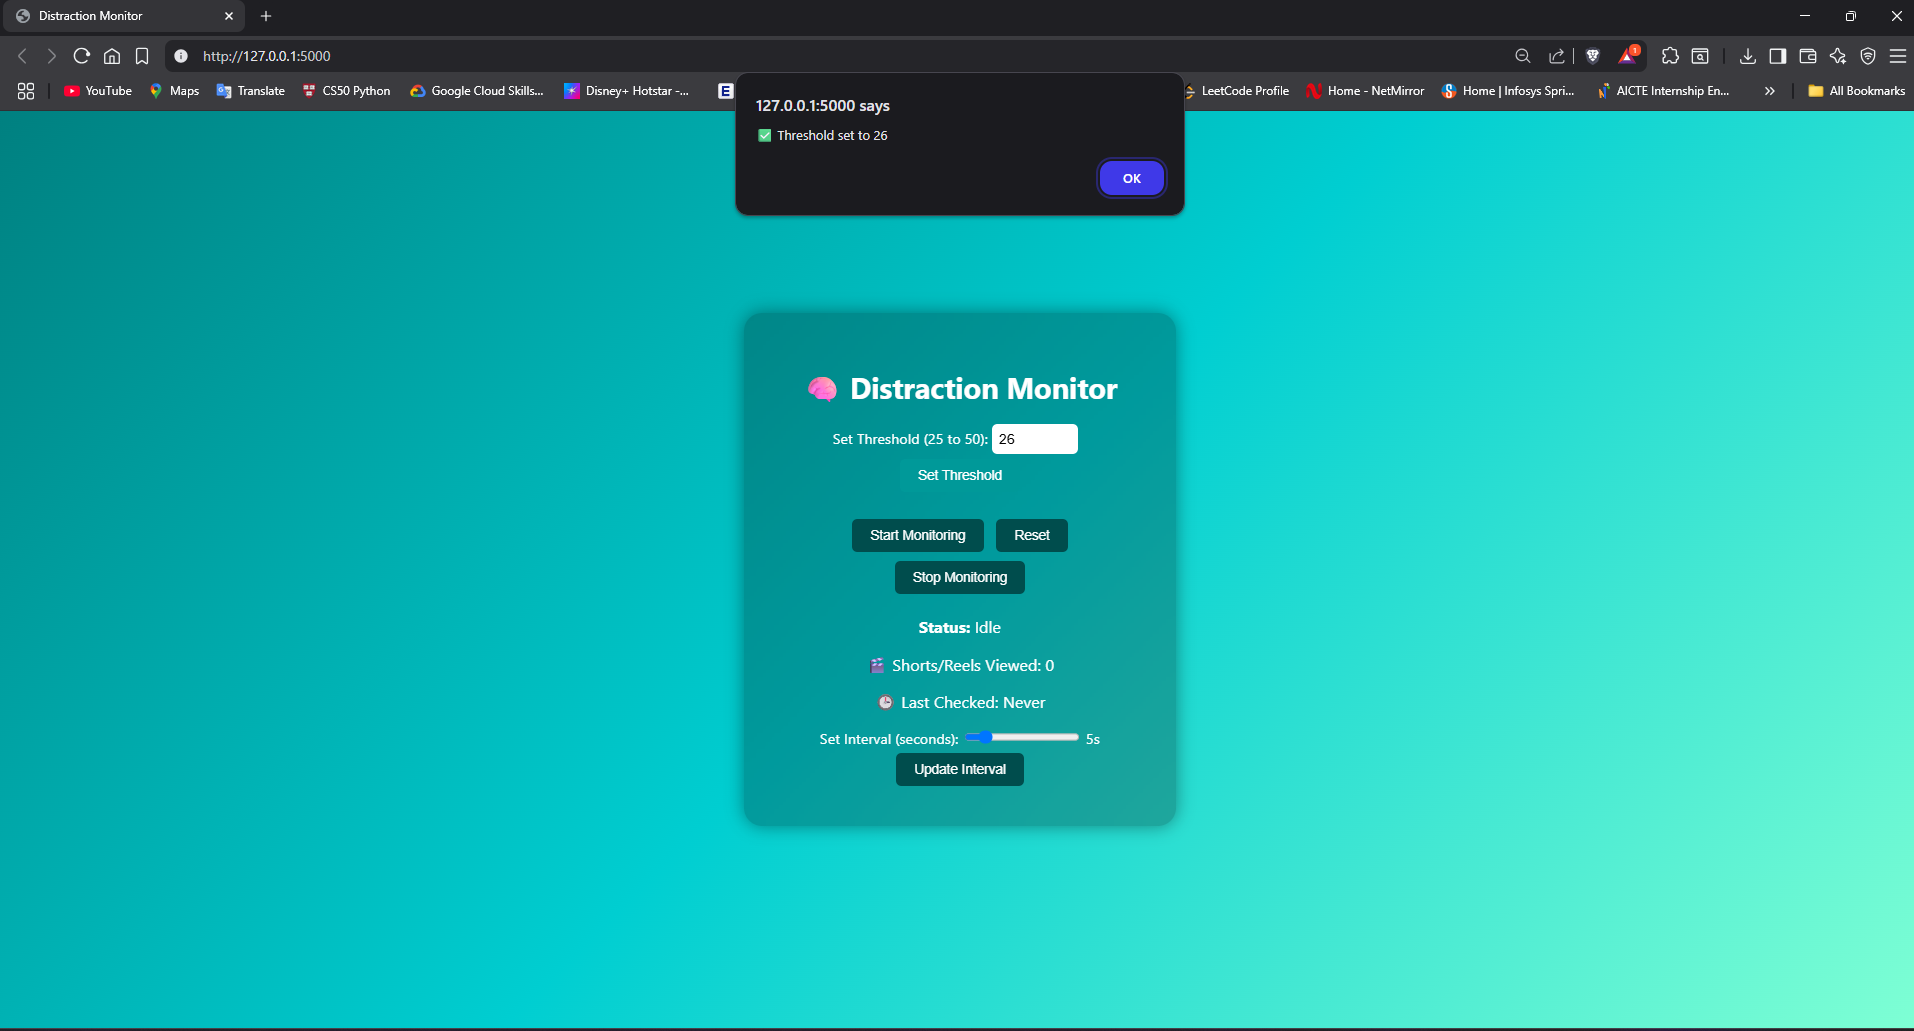 Distraction Monitor
http://127.0.0.1:5000
1
YouTube
Maps
Translate
CS50 Python
Google Cloud Skills...
Disney+ Hotstar -...
E
LeetCode Profile
Home - NetMirror
Home | Infosys Spri...
AICTE Internship En...
All Bookmarks
127.0.0.1:5000 says
✅ Threshold set to 26
OK
🧠 Distraction Monitor
Set Threshold (25 to 50): 26
Set Threshold
Start Monitoring Reset
Stop Monitoring
Status: Idle
🎬 Shorts/Reels Viewed: 0
🕒 Last Checked: Never
Set Interval (seconds): 5s
Update Interval